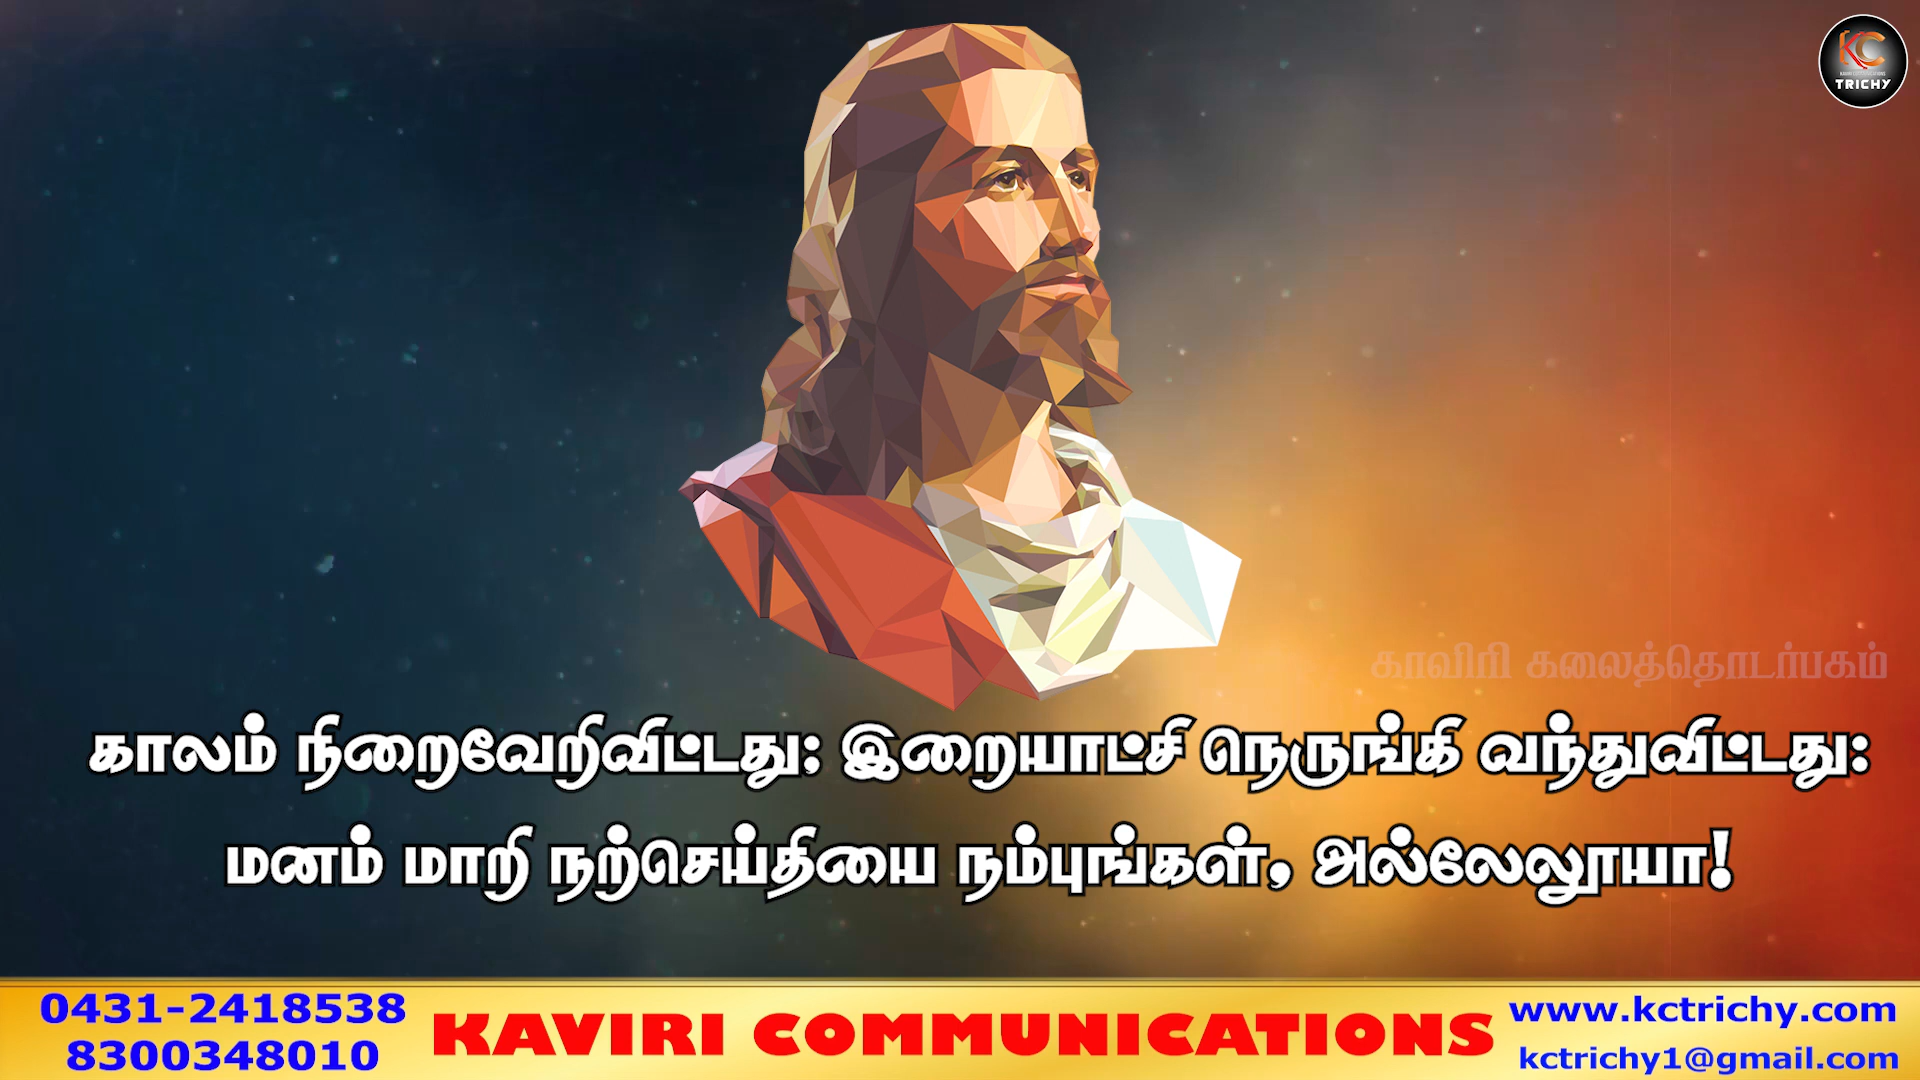 KC
TRICHY
காவிரி கலைத்தொடர்பகம்
காலம் நிறைவேறிவிட்டது; இறையாட்சி நெருங்கி வந்துவிட்டது:
மனம் மாறி நற்செய்தியை நம்புங்கள், அல்லேலூயா!
0431-2418538
8300348010
KAVIRI COMMUNICATIONS
www.kctrichy.com
kctrichy1@gmail.com